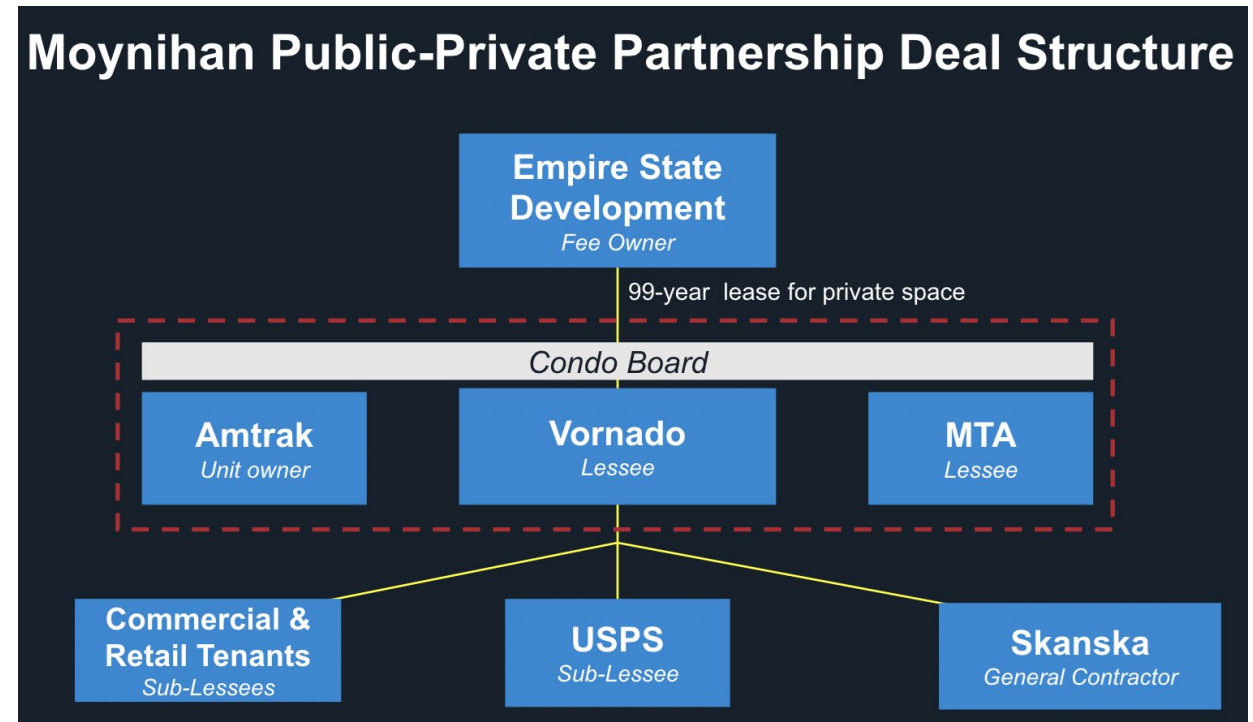 Moynihan Public-Private Partnership Deal Structure
Empire State
Development
Fee Owner
99-year lease for private space
Condo Board
Amtrak
Unit owner
Vornado
Lessee
MTA
Lessee
Commercial &
Retail Tenants
Sub-Lessees
USPS
Sub-Lessee
Skanska
General Contractor